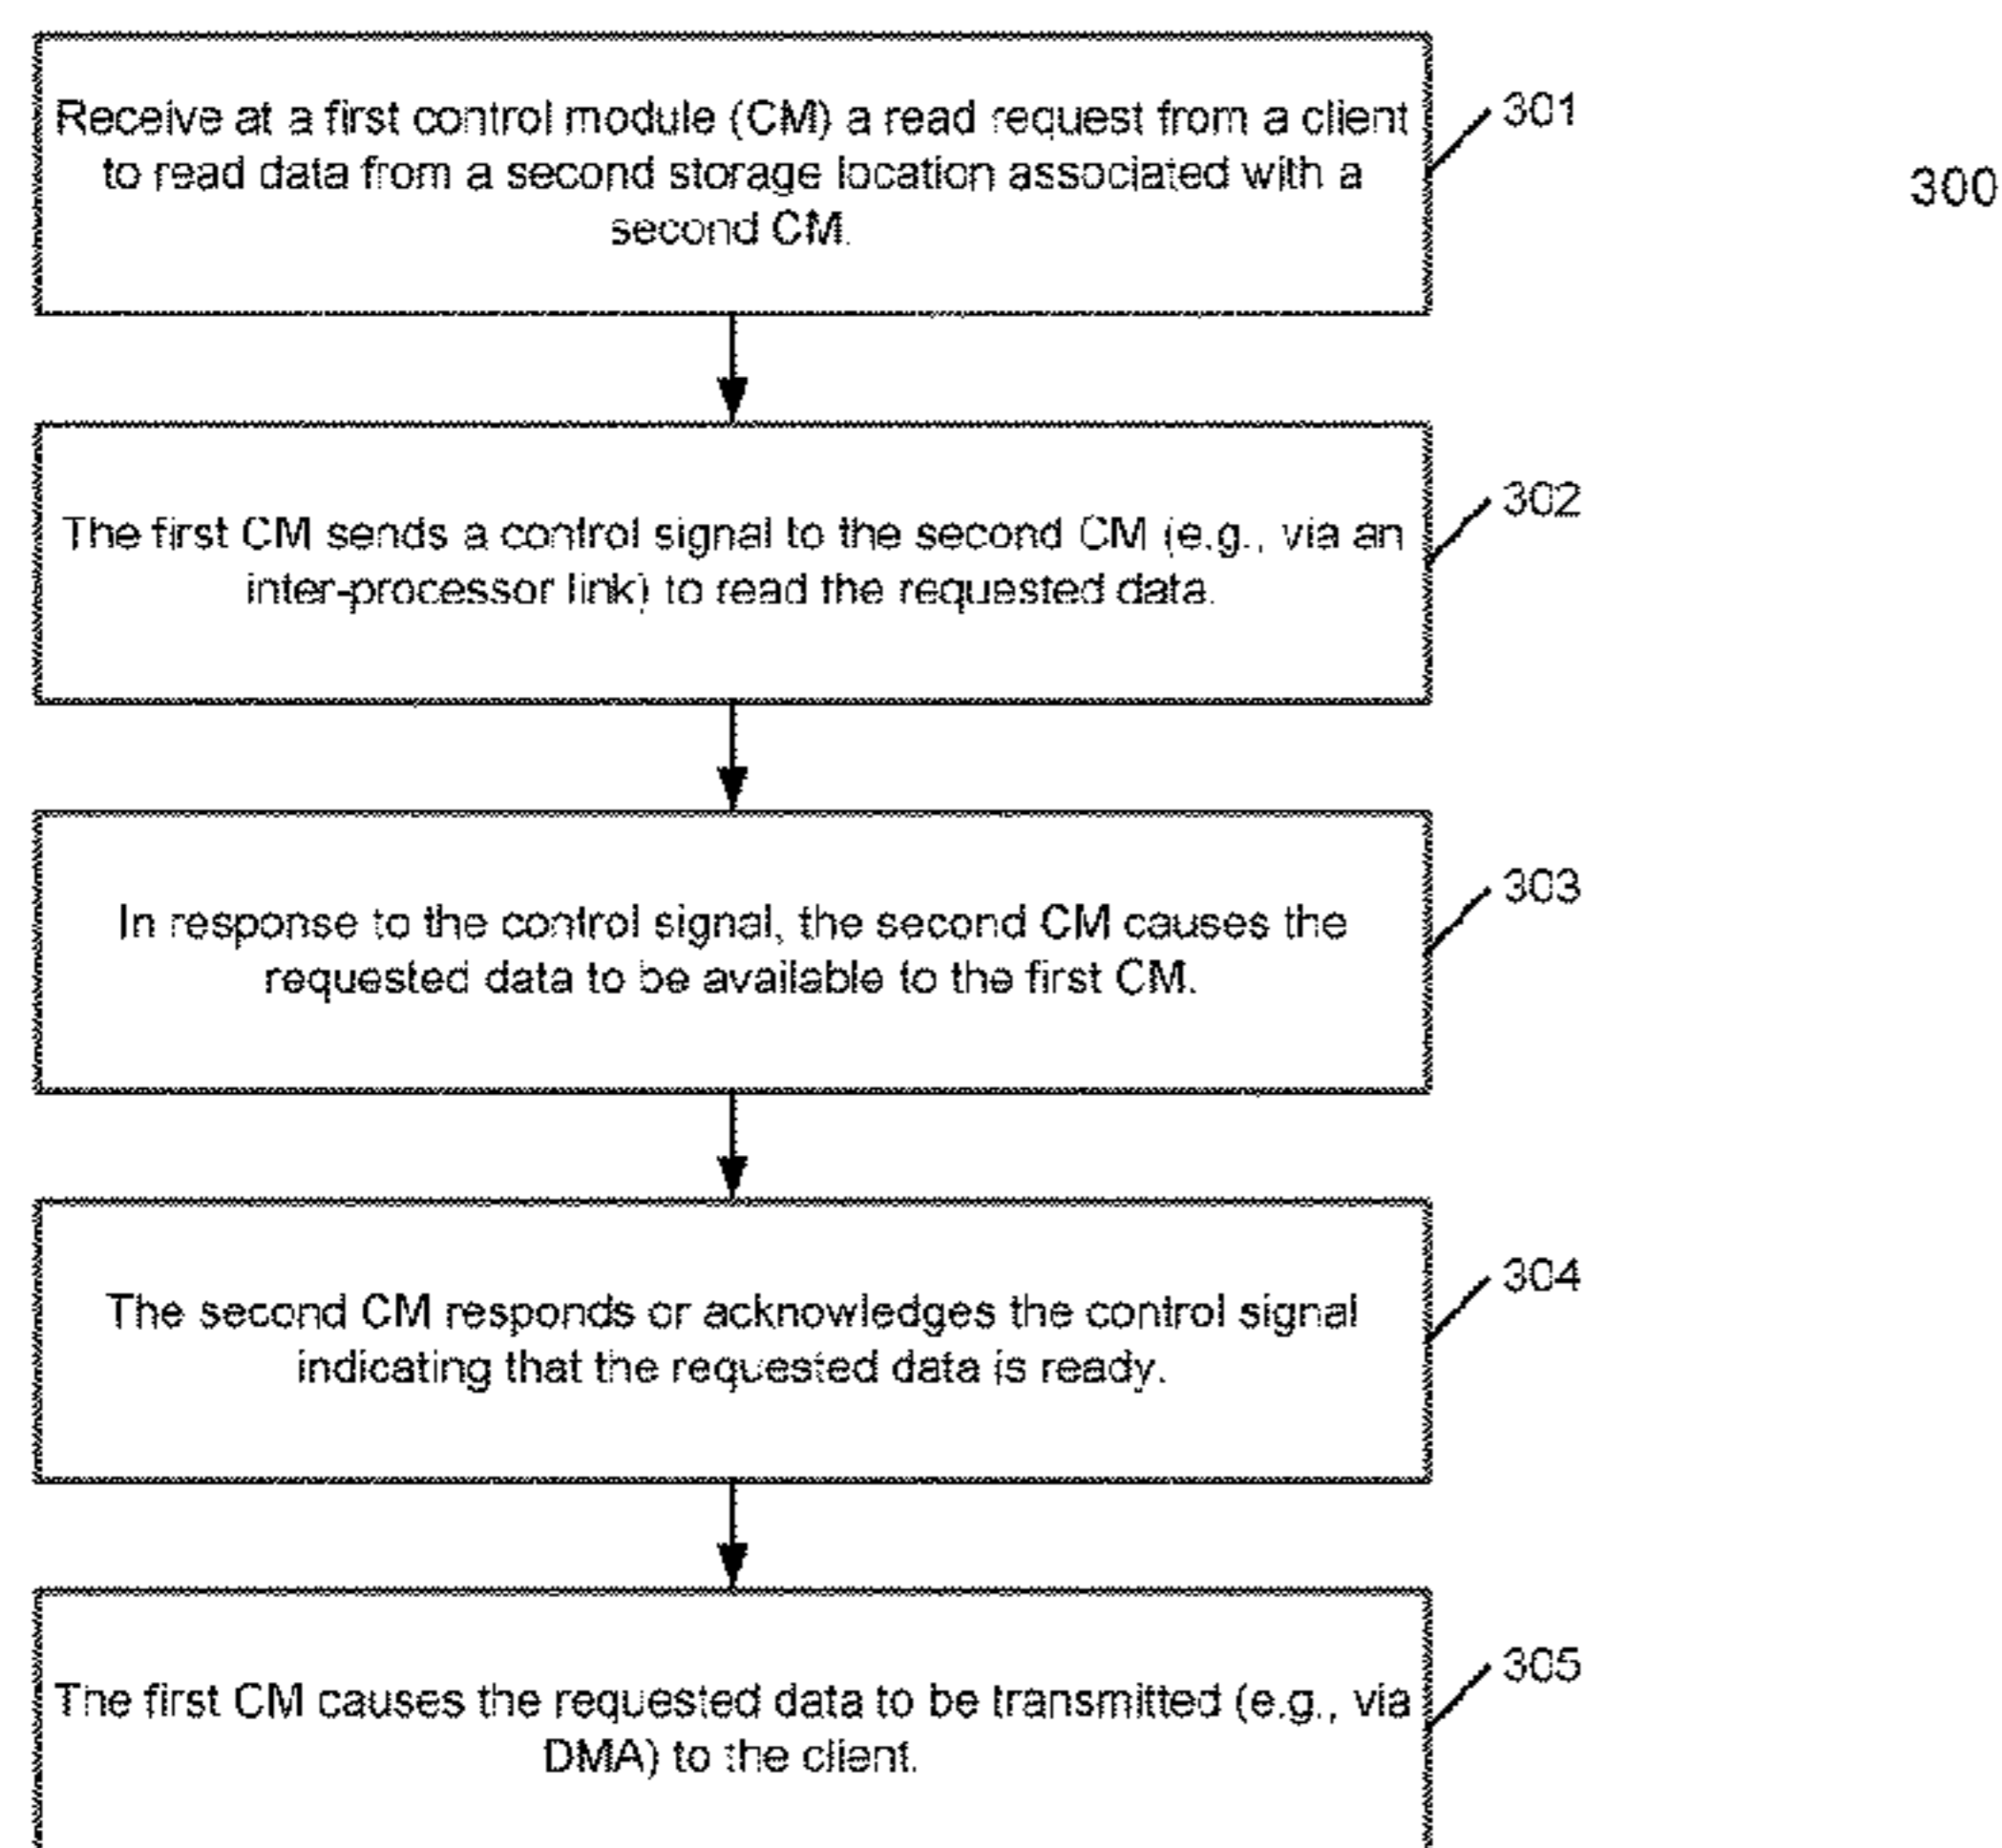 Receive at a first control module (CM) a read request from a client
to read data from a second storage location associated with a
second CM.
301
300
The first CM sends a control signal to the second CM (e.g., via an
inter-processor link) to read the requested data.
302
In response to the control signal, the second CM causes the
requested data to be available to the first CM.
303
The second CM responds or acknowledges the control signal
indicating that the requested data is ready.
304
The first CM causes the requested data to be transmitted (e.g., via
DMA) to the client.
305